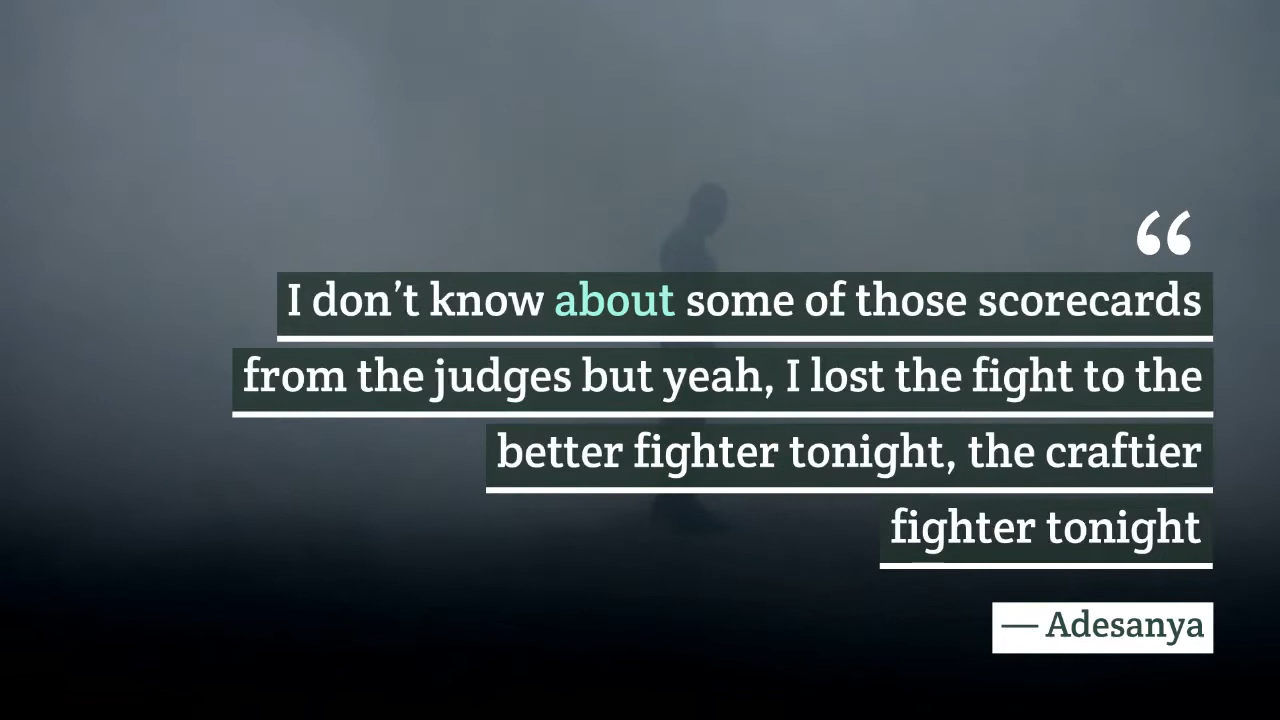 “
I don’t know about some of those scorecards
from the judges but yeah, I lost the fight to the
better fighter tonight, the craftier
fighter tonight
— Adesanya